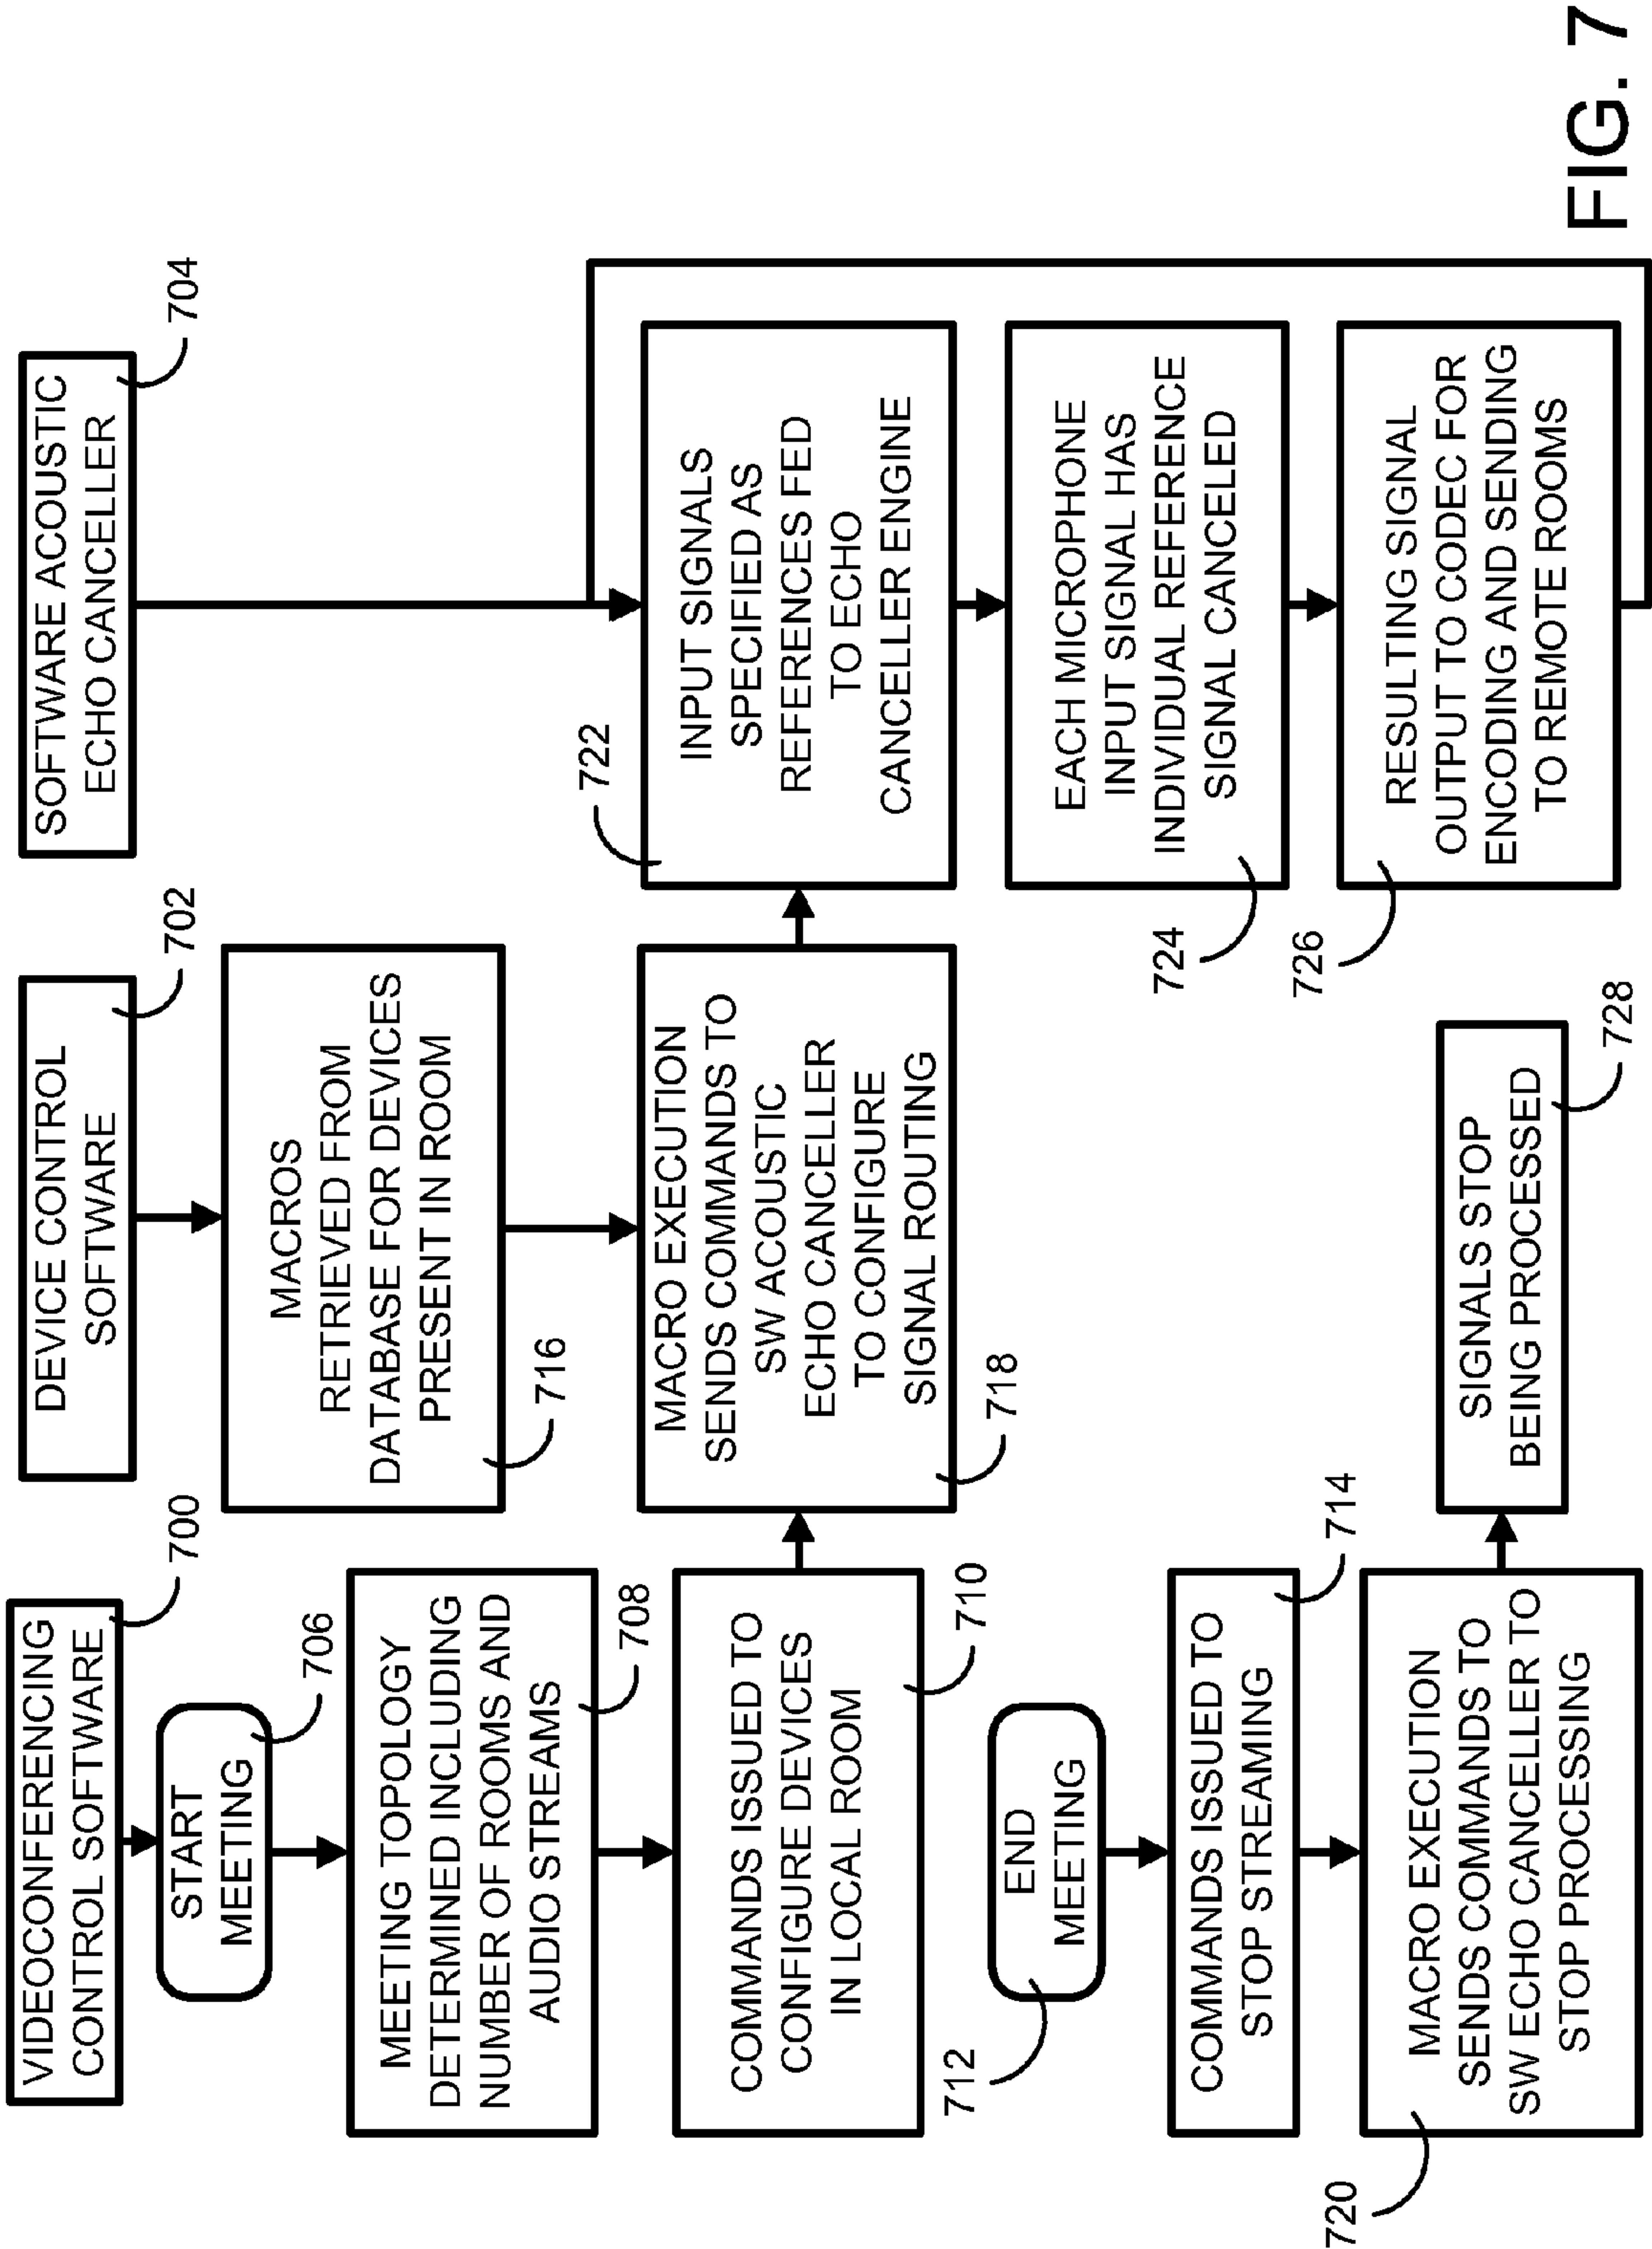 VIDEOCONFERENCING
CONTROL SOFTWARE
700
START
MEETING
706
MEETING TOPOLOGY
DETERMINED INCLUDING
NUMBER OF ROOMS AND
AUDIO STREAMS
708
COMMANDS ISSUED TO
CONFIGURE DEVICES
IN LOCAL ROOM
710
END
MEETING
712
COMMANDS ISSUED TO
STOP STREAMING
714
MACRO EXECUTION
SENDS COMMANDS TO
SW ECHO CANCELLER TO
STOP PROCESSING
720
DEVICE CONTROL
SOFTWARE
702
MACROS
RETRIEVED FROM
DATABASE FOR DEVICES
PRESENT IN ROOM
716
MACRO EXECUTION
SENDS COMMANDS TO
SW ACOUSTIC
ECHO CANCELLER
TO CONFIGURE
SIGNAL ROUTING
718
SIGNALS STOP
BEING PROCESSED
728
SOFTWARE ACOUSTIC
ECHO CANCELLER
704
INPUT SIGNALS
SPECIFIED AS
REFERENCES FED
TO ECHO
CANCELLER ENGINE
722
EACH MICROPHONE
INPUT SIGNAL HAS
INDIVIDUAL REFERENCE
SIGNAL CANCELED
724
RESULTING SIGNAL
OUTPUT TO CODEC FOR
ENCODING AND SENDING
TO REMOTE ROOMS
726
FIG. 7